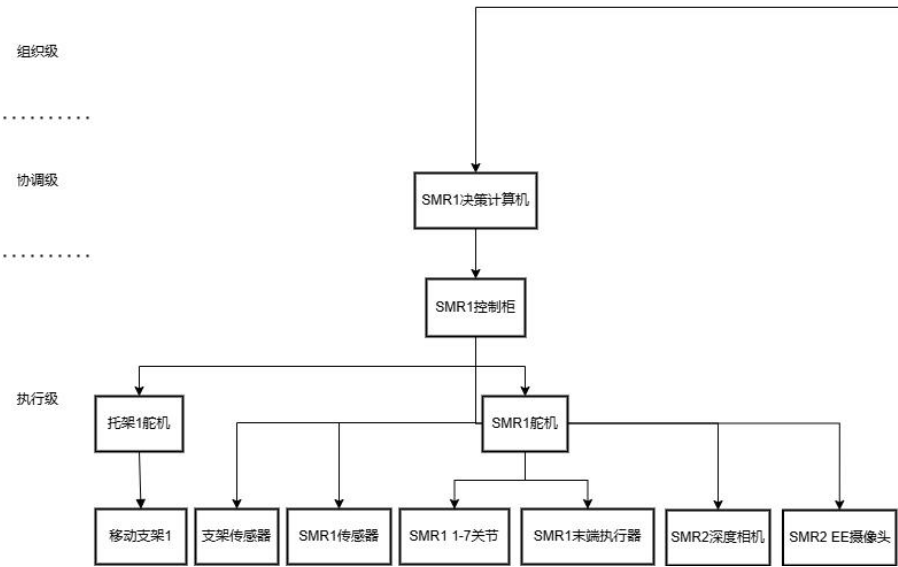 组织级
协调级
SMR1决策计算机
SMR1控制柜
执行级
托架1舵机
SMR1舵机
移动支架1
支架传感器
SMR1传感器
SMR1 1-7关节
SMR1末端执行器
SMR2深度相机
SMR2 EE摄像头